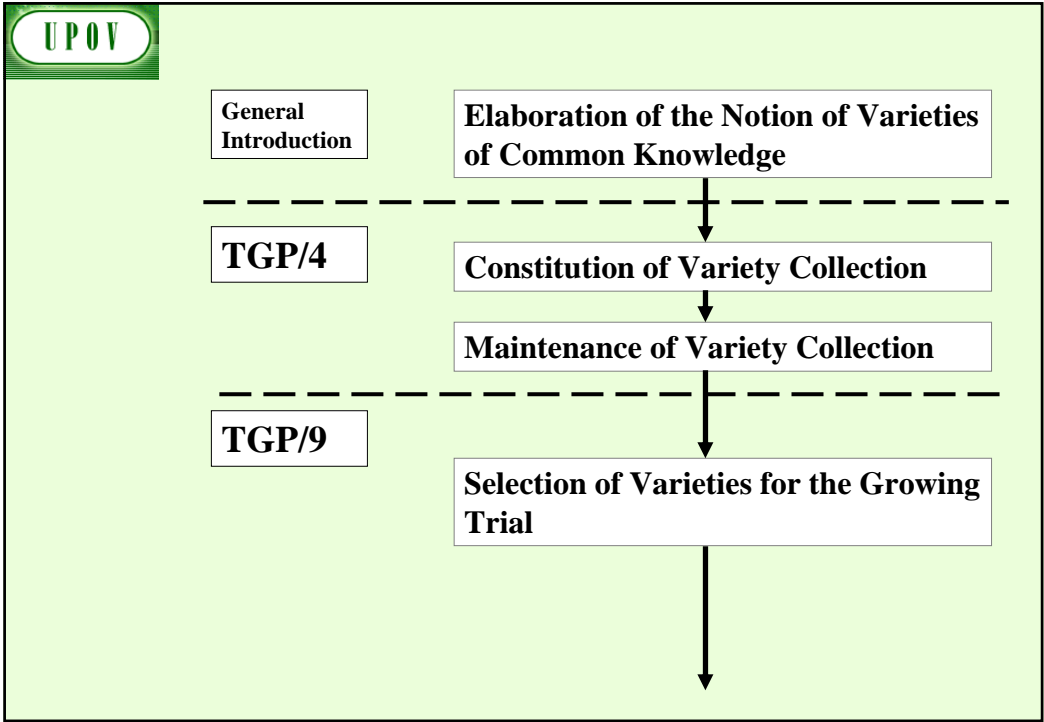 UPOV
General
Introduction
Elaboration of the Notion of Varieties
of Common Knowledge
TGP/4
Constitution of Variety Collection
Maintenance of Variety Collection
TGP/9
Selection of Varieties for the Growing
Trial